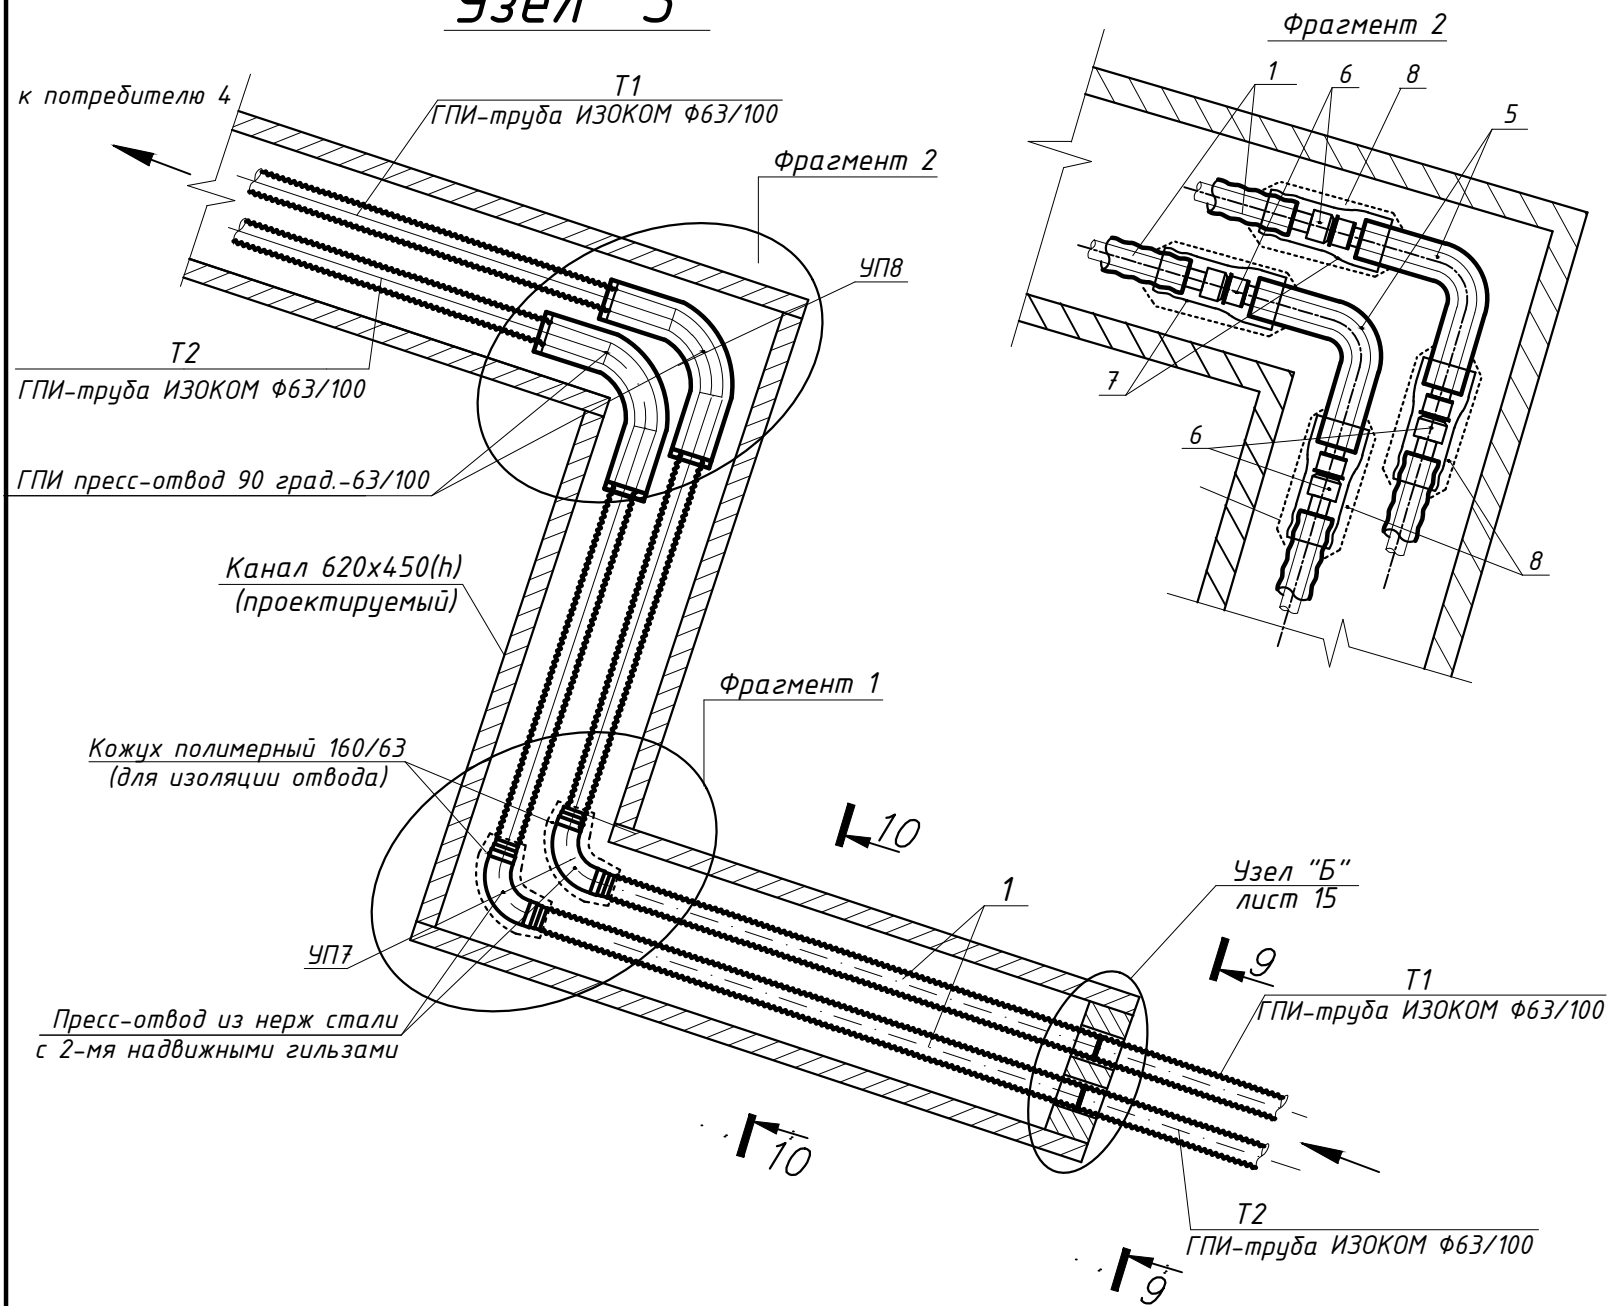 Узел 5
Фрагмент 2
1
6
8
5
7
6
8
к потребителю 4
Т1
ГПИ-труба ИЗОКОМ Ф63/100
Фрагмент 2
УП8
Т2
ГПИ-труба ИЗОКОМ Ф63/100
ГПИ пресс-отвод 90 град.-63/100
Канал 620х450(h)
(проектируемый)
Фрагмент 1
Кожух полимерный 160/63
(для изоляции отвода)
10
1
Узел "Б"
лист 15
УП7
9
Т1
ГПИ-труба ИЗОКОМ Ф63/100
Пресс-отвод из нерж стали
с 2-мя надвижными гильзами
10
Т2
ГПИ-труба ИЗОКОМ Ф63/100
9